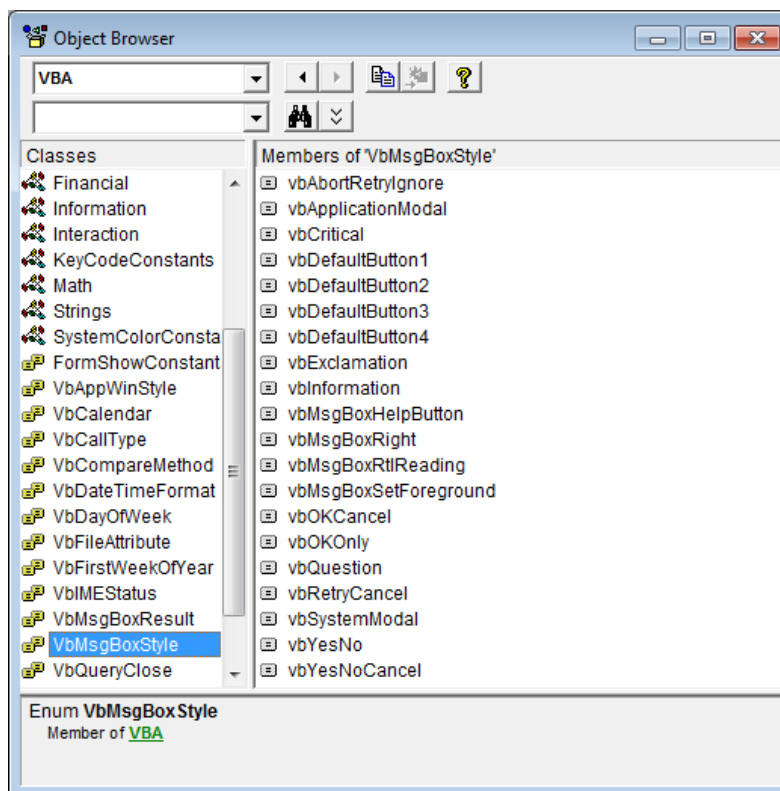 Object Browser
VBA
Classes
Members of 'VbMsgBoxStyle'
Financial
Information
Interaction
KeyCodeConstants
Math
Strings
SystemColorConsta
FormShowConstant
VbAppWinStyle
VbCalendar
VbCallType
VbCompareMethod
VbDateTimeFormat
VbDayOfWeek
VbFileAttribute
VbFirstWeekOfYear
VbIMEStatus
VbMsgBoxResult
VbMsgBoxStyle
VbQueryClose
vbAbortRetryIgnore
vbApplicationModal
vbCritical
vbDefaultButton1
vbDefaultButton2
vbDefaultButton3
vbDefaultButton4
vbExclamation
vbInformation
vbMsgBoxHelpButton
vbMsgBoxRight
vbMsgBoxRtlReading
vbMsgBoxSetForeground
vbOKCancel
vbOKOnly
vbQuestion
vbRetryCancel
vbSystemModal
vbYesNo
vbYesNoCancel
Enum VbMsgBoxStyle
Member of VBA